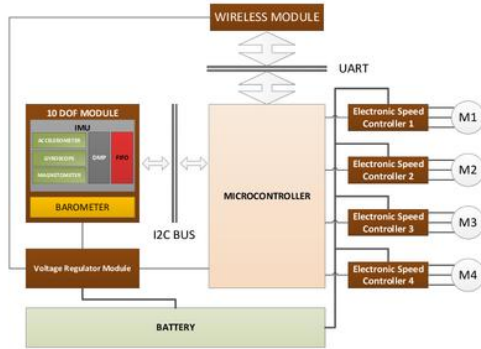 WIRELESS MODULE
UART
10 DOF MODULE
IMU
ACCELEROMETER
GYROSCOPE
MAGNETOMETER
DMP
FIFO
BAROMETER
I2C BUS
MICROCONTROLLER
Voltage Regulator Module
BATTERY
Electronic Speed
Controller 1
M1
Electronic Speed
Controller 2
M2
Electronic Speed
Controller 3
M3
Electronic Speed
Controller 4
M4